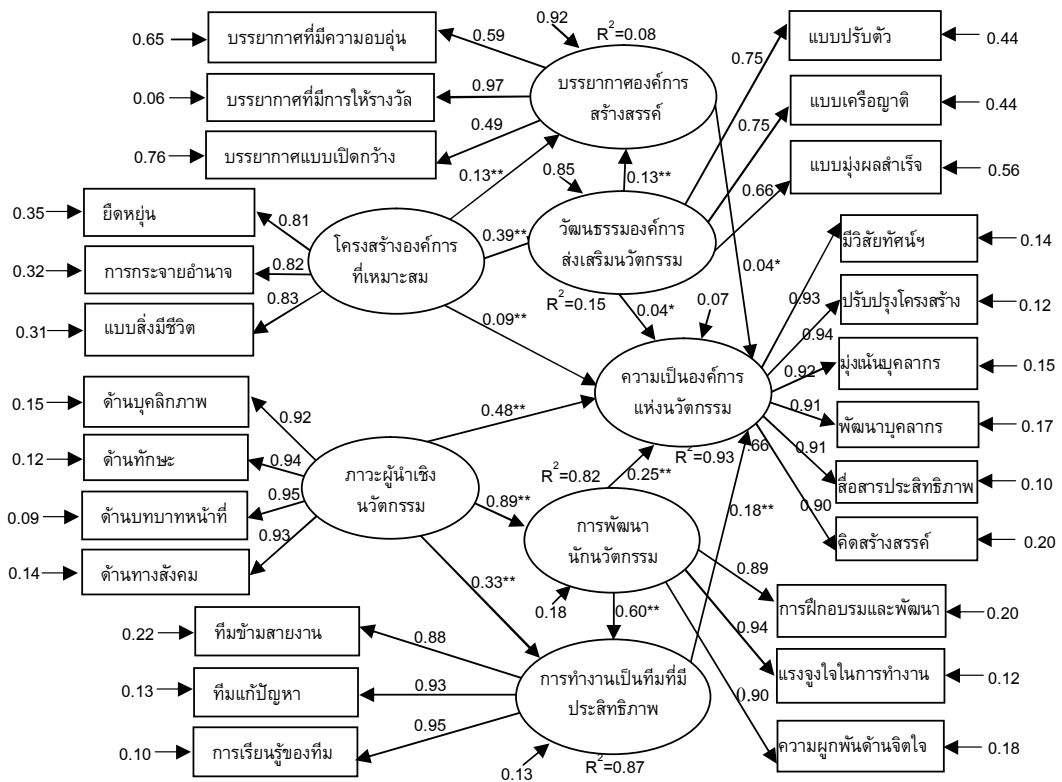 0.65
บรรยากาศที่มีความอบอุ่น
0.59
0.92
R²=0.08
0.06
บรรยากาศที่มีการให้รางวัล
0.97
0.76
บรรยากาศแบบเปิดกว้าง
0.49
บรรยากาศองค์การ
สร้างสรรค์
0.75
แบบปรับตัว
0.44
0.75
แบบเครือญาติ
0.44
0.66
แบบมุ่งผลสำเร็จ
0.56
0.13**
0.85
0.13**
0.35
ยืดหยุ่น
0.81
0.32
การกระจายอำนาจ
0.82
0.31
แบบสิ่งมีชีวิต
0.83
โครงสร้างองค์การ
ที่เหมาะสม
0.39**
วัฒนธรรมองค์การ
ส่งเสริมนวัตกรรม
R²=0.15
0.04*
0.04*
0.07
0.09**
มีวิสัยทัศน์ฯ
0.14
0.93
ปรับปรุงโครงสร้าง
0.12
0.94
มุ่งเน้นบุคลากร
0.15
0.92
พัฒนาบุคลากร
0.17
0.91
สื่อสารประสิทธิภาพ
0.10
0.91
คิดสร้างสรรค์
0.20
0.90
ความเป็นองค์การ
แห่งนวัตกรรม
R²=0.93
.66
0.15
ด้านบุคลิกภาพ
0.92
0.12
ด้านทักษะ
0.94
0.09
ด้านบทบาทหน้าที่
0.95
0.14
ด้านทางสังคม
0.93
ภาวะผู้นำเชิง
นวัตกรรม
0.48**
0.89**
0.33**
R²=0.82
0.25**
การพัฒนา
นักนวัตกรรม
0.18
0.60**
0.18**
0.89
การฝึกอบรมและพัฒนา
0.20
0.94
แรงจูงใจในการทำงาน
0.12
0.90
ความผูกพันด้านจิตใจ
0.18
0.22
ทีมข้ามสายงาน
0.88
0.13
ทีมแก้ปัญหา
0.93
0.10
การเรียนรู้ของทีม
0.95
การทำงานเป็นทีมที่มี
ประสิทธิภาพ
0.13
R²=0.87